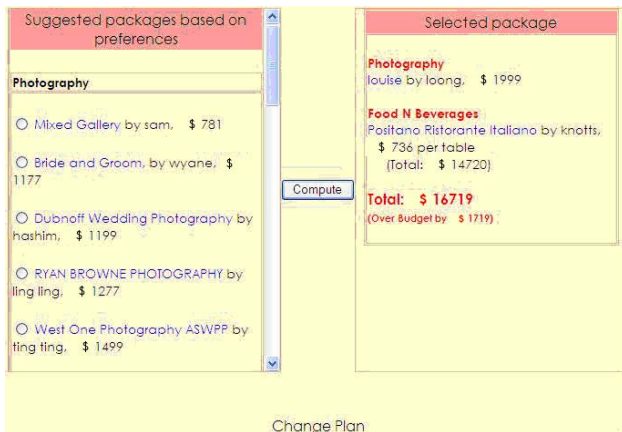 Suggested packages based on
preferences
Photography
Mixed Gallery by sam, $ 781
Bride and Groom, by wyane, $
1177
Dubnoff Wedding Photography by
hashim, $ 1199
RYAN BROWNE PHOTOGRAPHY by
ling ling, $ 1277
West One Photography ASWPP by
ting ting, $ 1499
Compute
Selected package
Photography
louise by loong, $ 1999
Food N Beverages
Positano Ristorante Italiano by knotts,
$ 736 per table
(Total: $ 14720)
Total: $ 16719
(Over Budget by $ 1719)
Change Plan